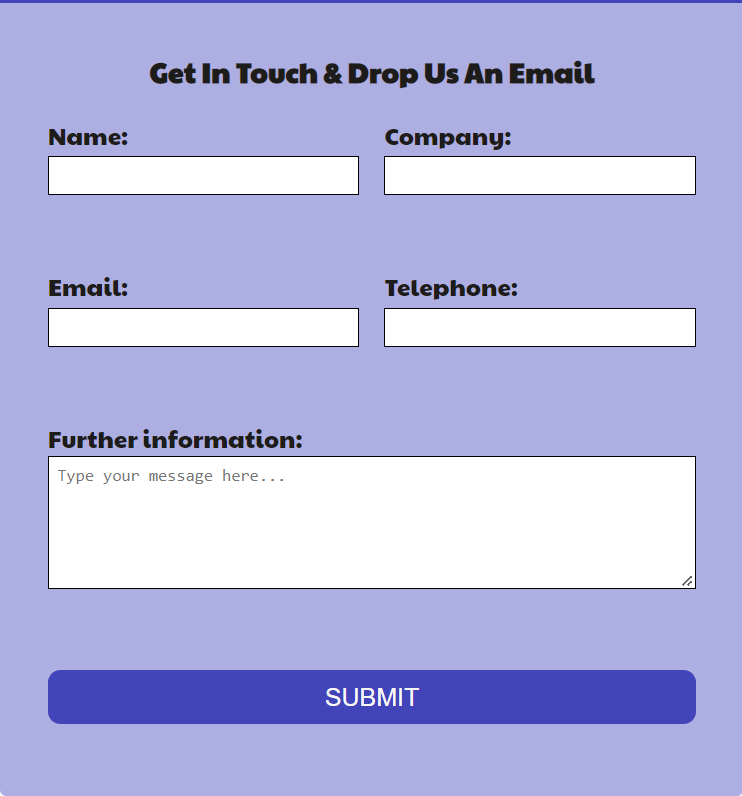 Get In Touch & Drop Us An Email
Name:
Company:
Email:
Telephone:
Further information:
Type your message here...
SUBMIT